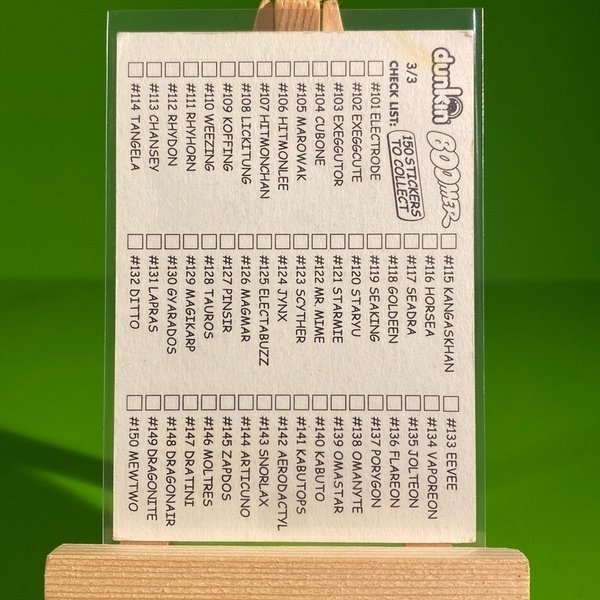 dunkin BOOMER
3/3
CHECK LIST:
150 STICKERS
TO COLLECT
#101 ELECTRODE
#102 EXEGGCUTE
#103 EXEGGUTOR
#104 CUBONE
#105 MAROWAK
#106 HITMONLEE
#107 HITMONCHAN
#108 LICKITUNG
#109 KOFFING
#110 WEEZING
#111 RHYHORN
#112 RHYDON
#113 CHANSEY
#114 TANGELA
#115 KANGASKHAN
#116 HORSEA
#117 SEADRA
#118 GOLDEEN
#119 SEAKING
#120 STARYU
#121 STARMIE
#122 MR. MIME
#123 SCYTHER
#124 JYNX
#125 ELECTABUZZ
#126 MAGMAR
#127 PINSIR
#128 TAUROS
#129 MAGIKARP
#130 GYARADOS
#131 LAPRAS
#132 DITTO
#133 EEVEE
#134 VAPOREON
#135 JOLTEON
#136 FLAREON
#137 PORYGON
#138 OMANYTE
#139 OMASTAR
#140 KABUTO
#141 KABUTOPS
#142 AERODACTYL
#143 SNORLAX
#144 ARTICUNO
#145 ZAPDOS
#146 MOLTRES
#147 DRATINI
#148 DRAGONAIR
#149 DRAGONITE
#150 MEWTWO